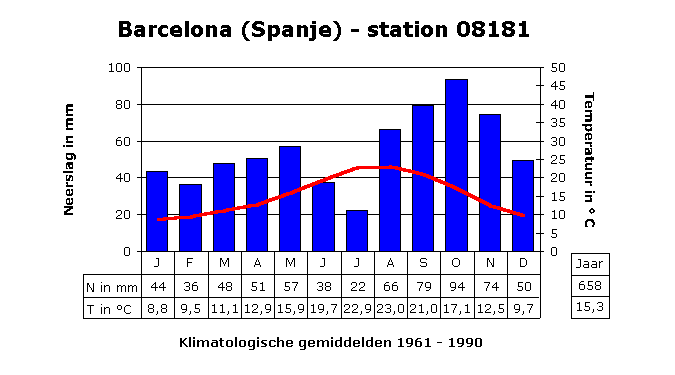 Barcelona (Spanje) - station 08181
Neerslag in mm
100
80
60
40
20
0
50
45
40
35
30
25
20
15
10
5
0
Temperatuur in ° C
J F M A M J J A S O N D
Jaar
N in mm 44 36 48 51 57 38 22 66 79 94 74 50 658
T in °C 8,8 9,5 11,1 12,9 15,9 19,7 22,9 23,0 21,0 17,1 12,5 9,7 15,3
Klimatologische gemiddelden 1961 - 1990